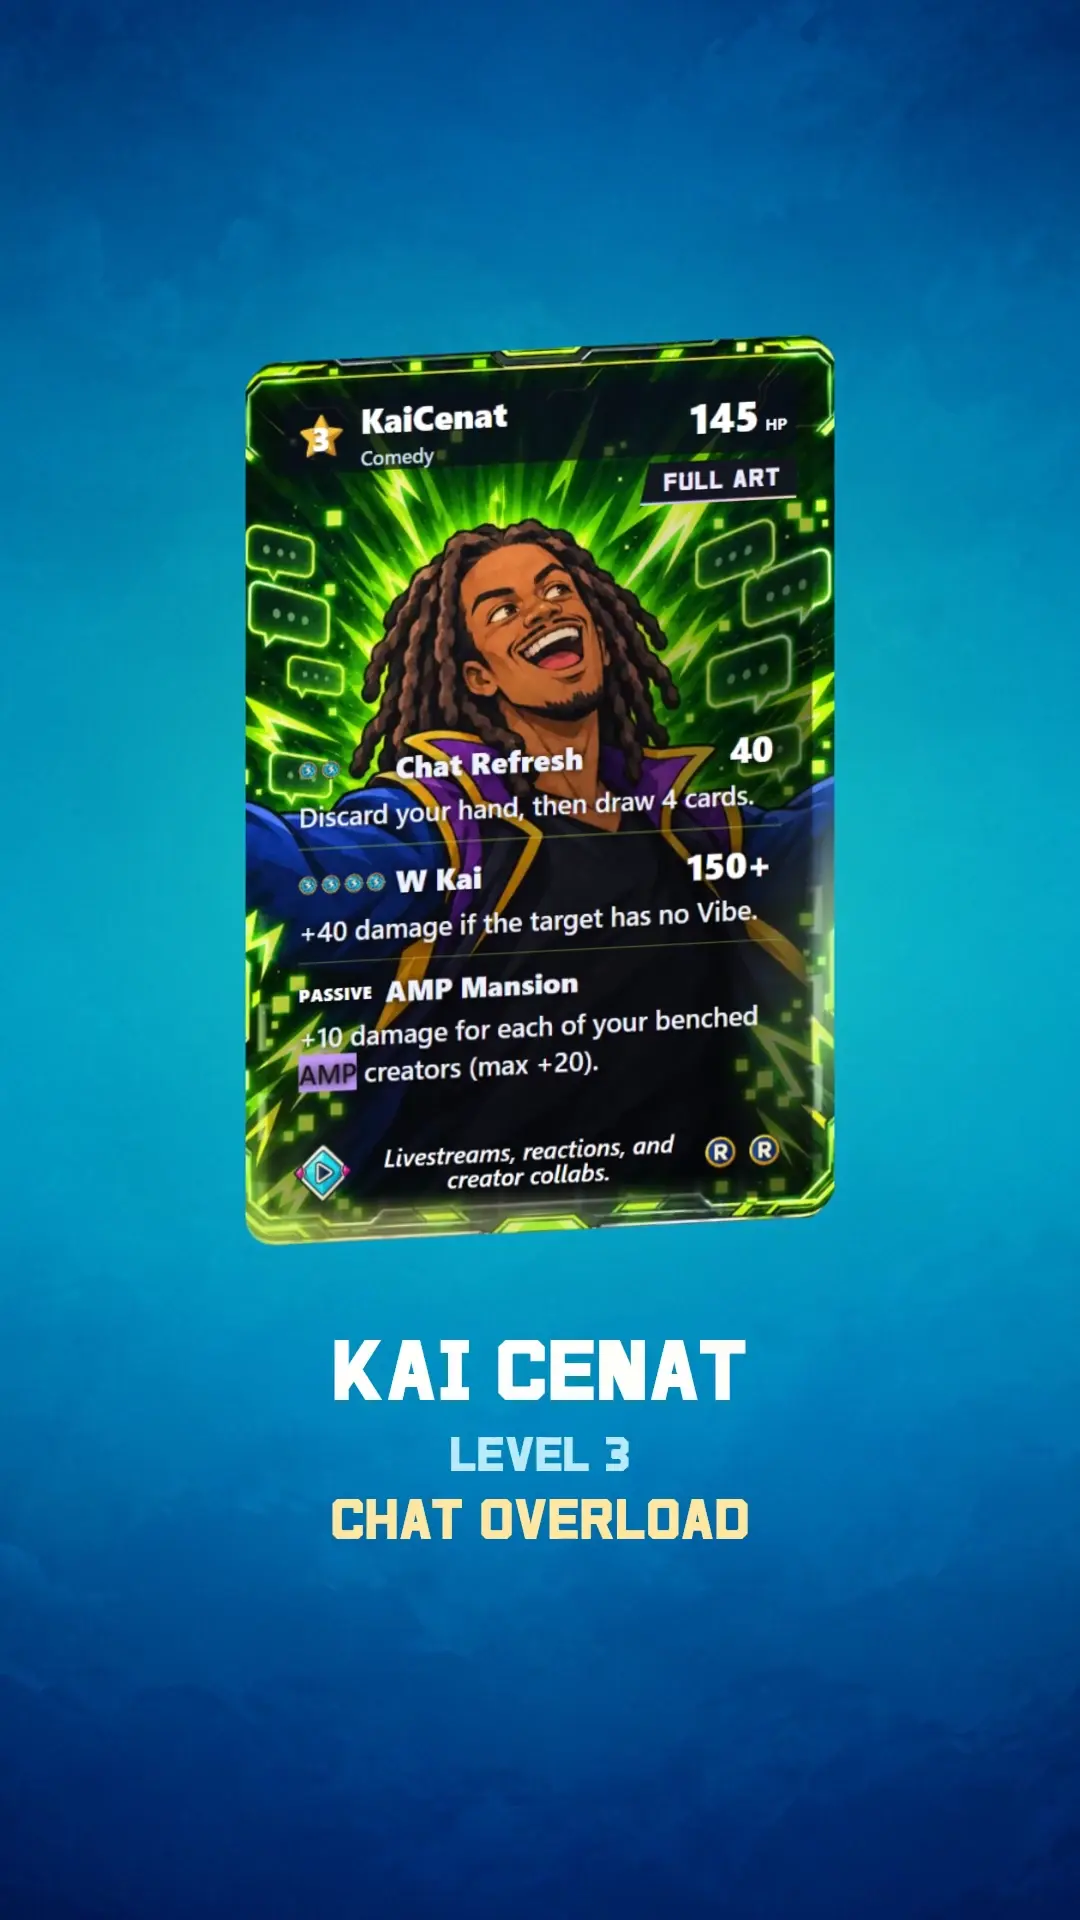 3
KaiCenat
145 HP
Comedy
FULL ART
Chat Refresh 40
Discard your hand, then draw 4 cards.
W Kai 150+
+40 damage if the target has no Vibe.
PASSIVE AMP Mansion
+10 damage for each of your benched
AMP creators (max +20).
Livestreams, reactions, and
creator collabs.
R R
KAI CENAT
LEVEL 3
CHAT OVERLOAD